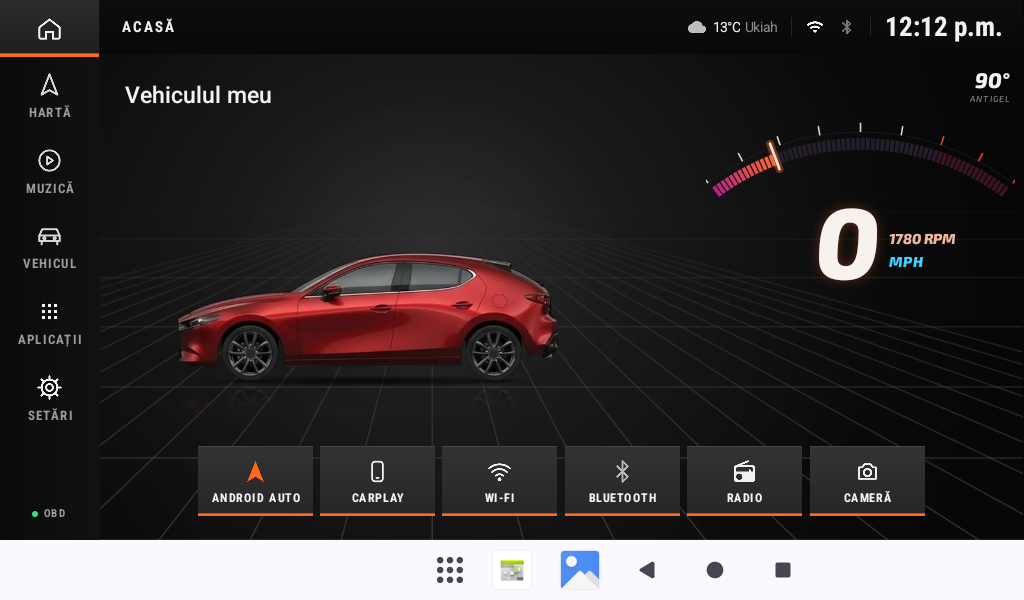 ACASĂ
13°C Ukiah
12:12 p.m.
HARTĂ
MUZICĂ
VEHICUL
APLICAȚII
SETĂRI
OBD
Vehiculul meu
90°
ANTIGEL
0
1780 RPM
MPH
ANDROID AUTO
CARPLAY
WI-FI
BLUETOOTH
RADIO
CAMERĂ